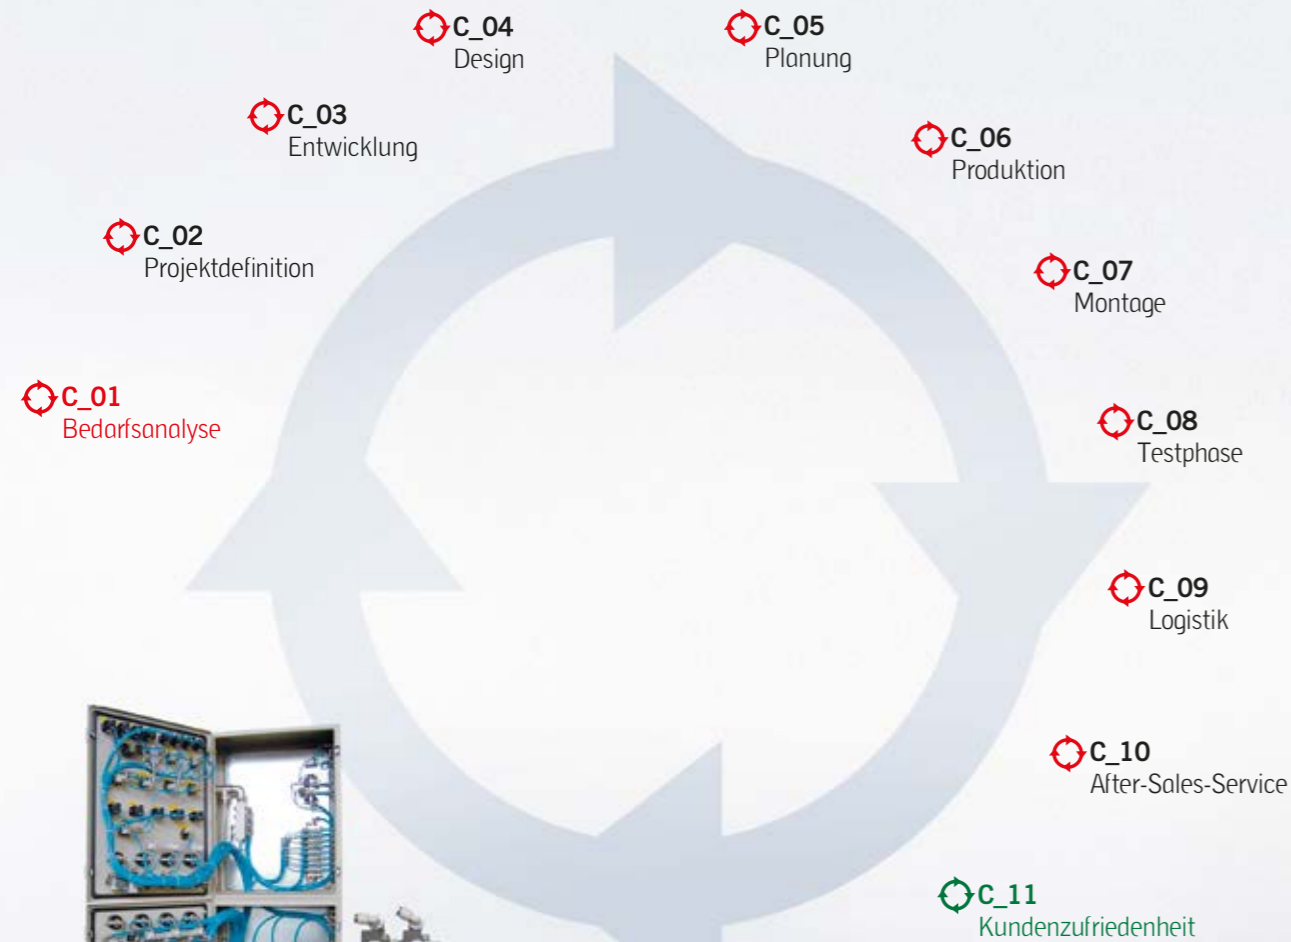 C_01
Bedarfsanalyse
C_02
Projektdefinition
C_03
Entwicklung
C_04
Design
C_05
Planung
C_06
Produktion
C_07
Montage
C_08
Testphase
C_09
Logistik
C_10
After-Sales-Service
C_11
Kundenzufriedenheit